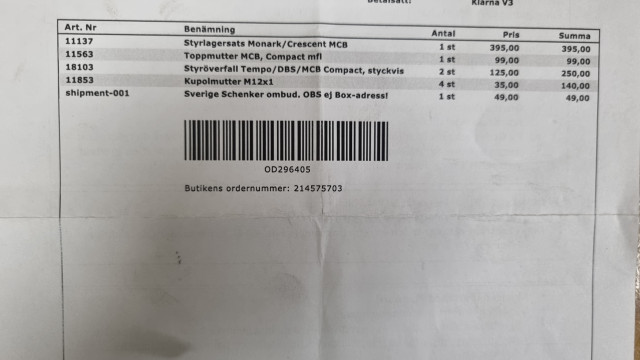 Betalsätt: Klarna V3
Art. Nr Benämning Antal Pris Summa
11137 Styrlagersats Monark/Crescent MCB 1 st 395,00 395,00
11563 Toppmutter MCB, Compact mfl 1 st 99,00 99,00
18103 Styröverfall Tempo/DBS/MCB Compact, styckvis 2 st 125,00 250,00
11853 Kupolmutter M12x1 4 st 35,00 140,00
shipment-001 Sverige Schenker ombud. OBS ej Box-adress! 1 st 49,00 49,00
OD296405
Butikens ordernummer: 214575703